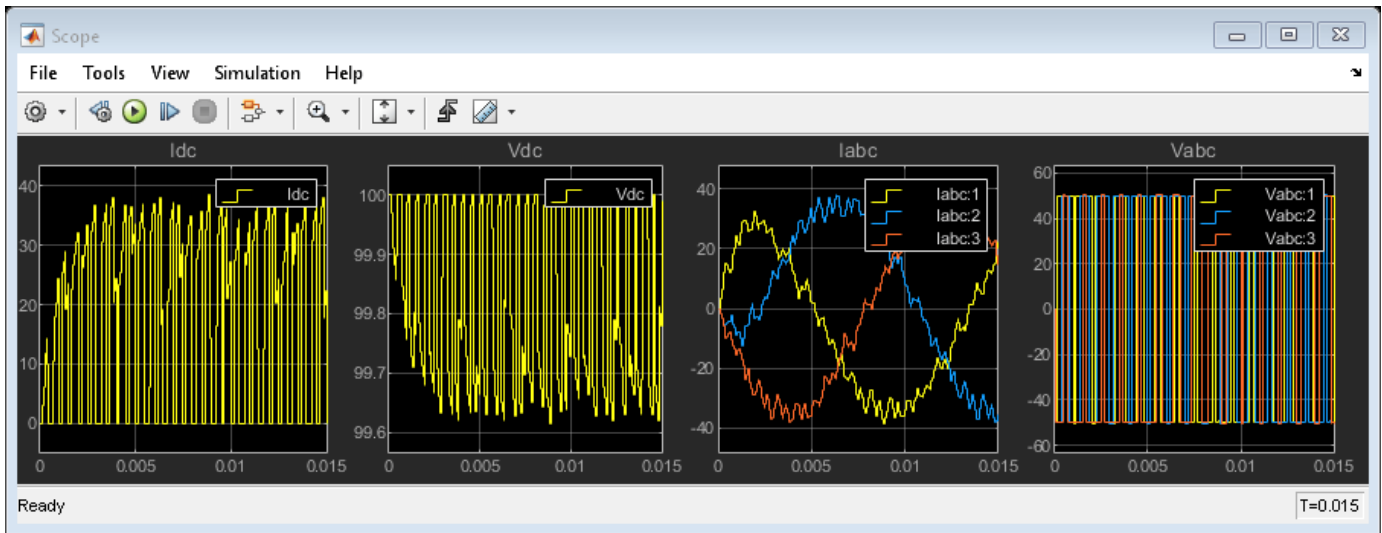 Scope
File Tools View Simulation Help
Idc
Vdc
Iabc
Vabc
Idc
40
30
20
10
0
0 0.005 0.01 0.015
Vdc
100
99.9
99.8
99.7
99.6
0 0.005 0.01 0.015
Iabc:1
Iabc:2
Iabc:3
40
20
0
-20
-40
0 0.005 0.01 0.015
Vabc:1
Vabc:2
Vabc:3
60
40
20
0
-20
-40
-60
0 0.005 0.01 0.015
Ready T=0.015